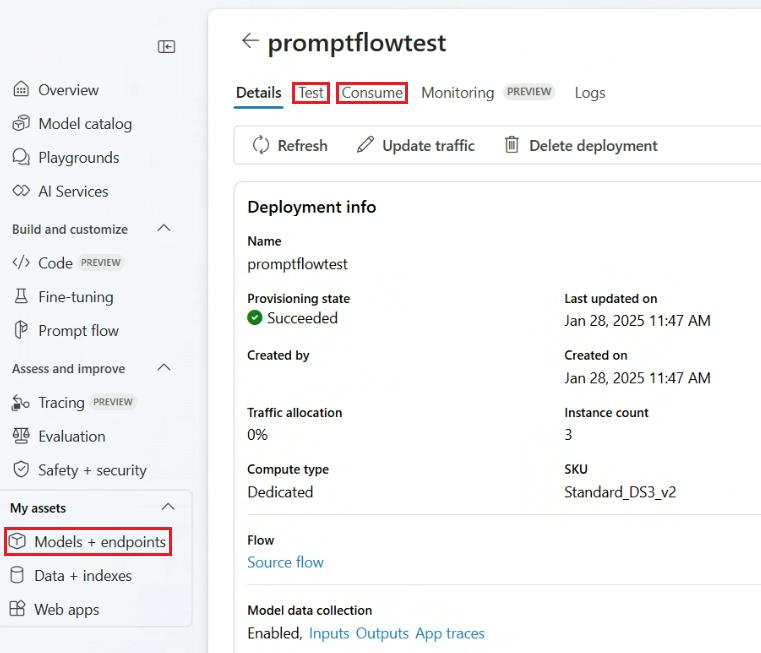 Overview
Model catalog
Playgrounds
AI Services
Build and customize
Code PREVIEW
Fine-tuning
Prompt flow
Assess and improve
Tracing PREVIEW
Evaluation
Safety + security
My assets
Models + endpoints
Data + indexes
Web apps
promptflowtest
Details Test Consume Monitoring PREVIEW Logs
Refresh Update traffic Delete deployment
Deployment info
Name
promptflowtest
Provisioning state Last updated on
Succeeded Jan 28, 2025 11:47 AM
Created by Created on
Jan 28, 2025 11:47 AM
Traffic allocation Instance count
0% 3
Compute type SKU
Dedicated Standard_DS3_v2
Flow
Source flow
Model data collection
Enabled, Inputs Outputs App traces